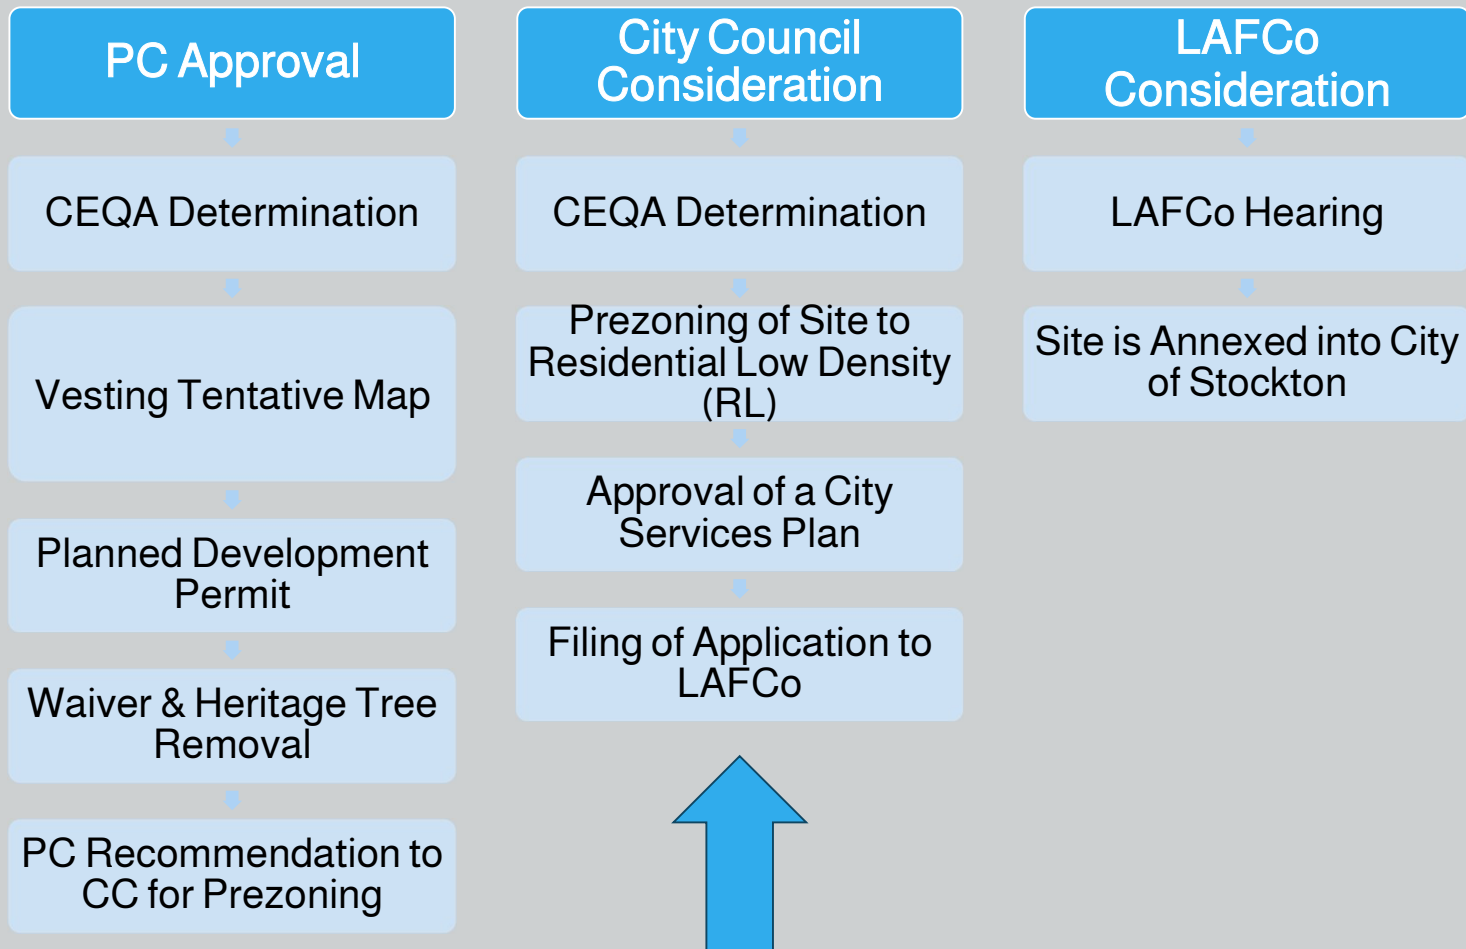 PC Approval
CEQA Determination
Vesting Tentative Map
Planned Development
Permit
Waiver & Heritage Tree
Removal
PC Recommendation to
CC for Prezoning
City Council
Consideration
CEQA Determination
Prezoning of Site to
Residential Low Density
(RL)
Approval of a City
Services Plan
Filing of Application to
LAFCo
LAFCo
Consideration
LAFCo Hearing
Site is Annexed into City
of Stockton